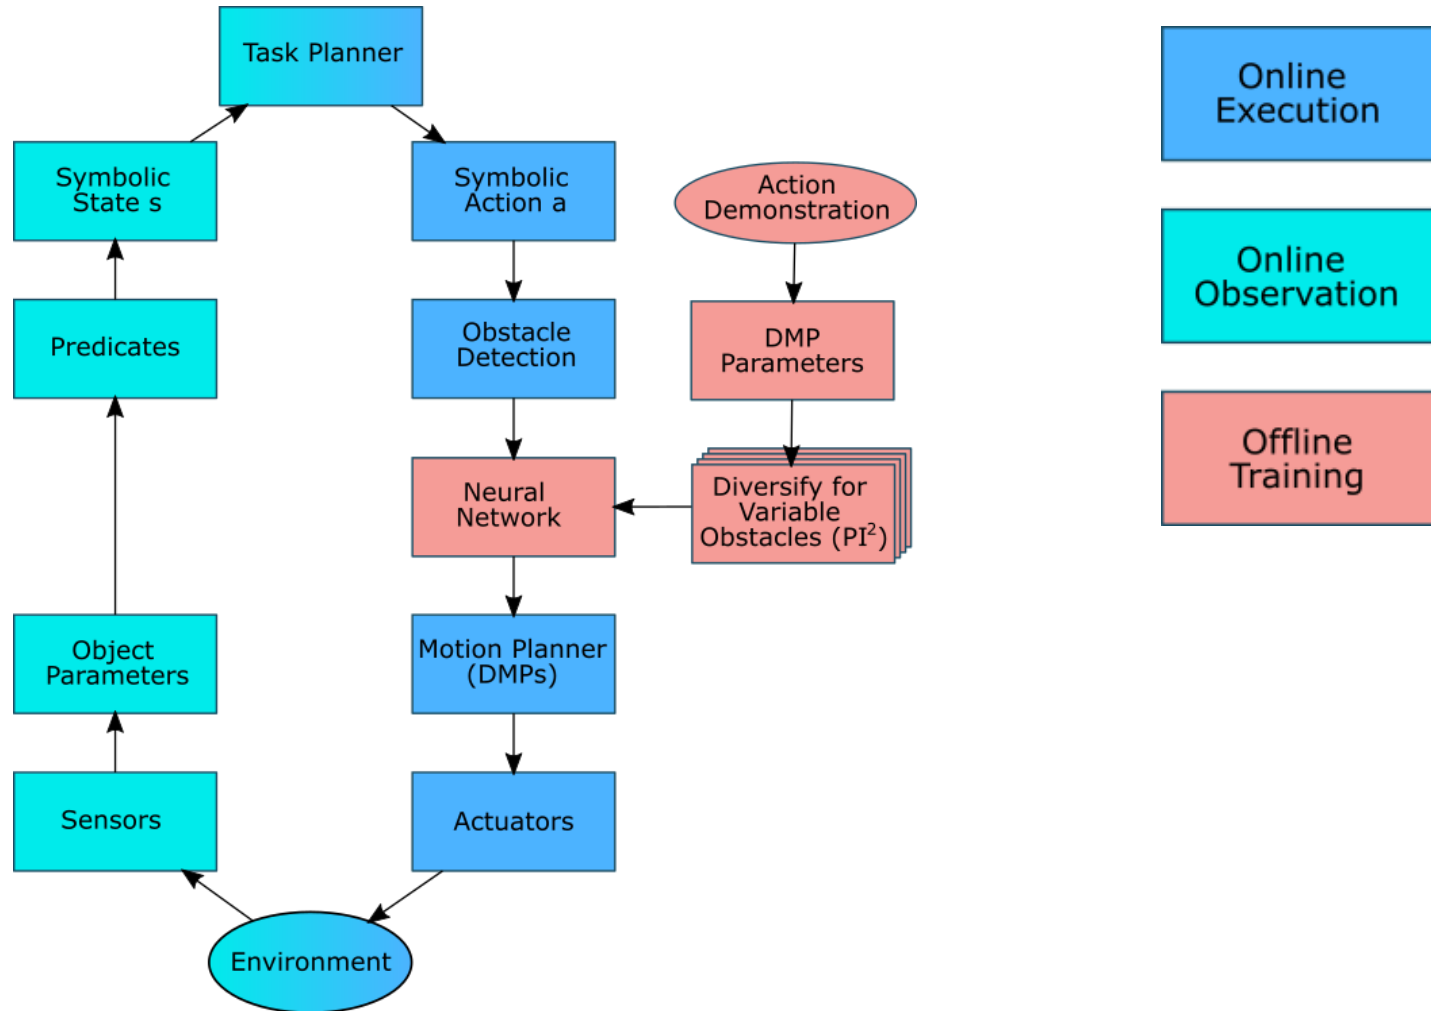 Task Planner
Symbolic
State s
Symbolic
Action a
Action
Demonstration
Predicates
Obstacle
Detection
DMP
Parameters
Neural
Network
Diversify for
Variable
Obstacles (PI²)
Object
Parameters
Motion Planner
(DMPs)
Sensors
Actuators
Environment
Online
Execution
Online
Observation
Offline
Training